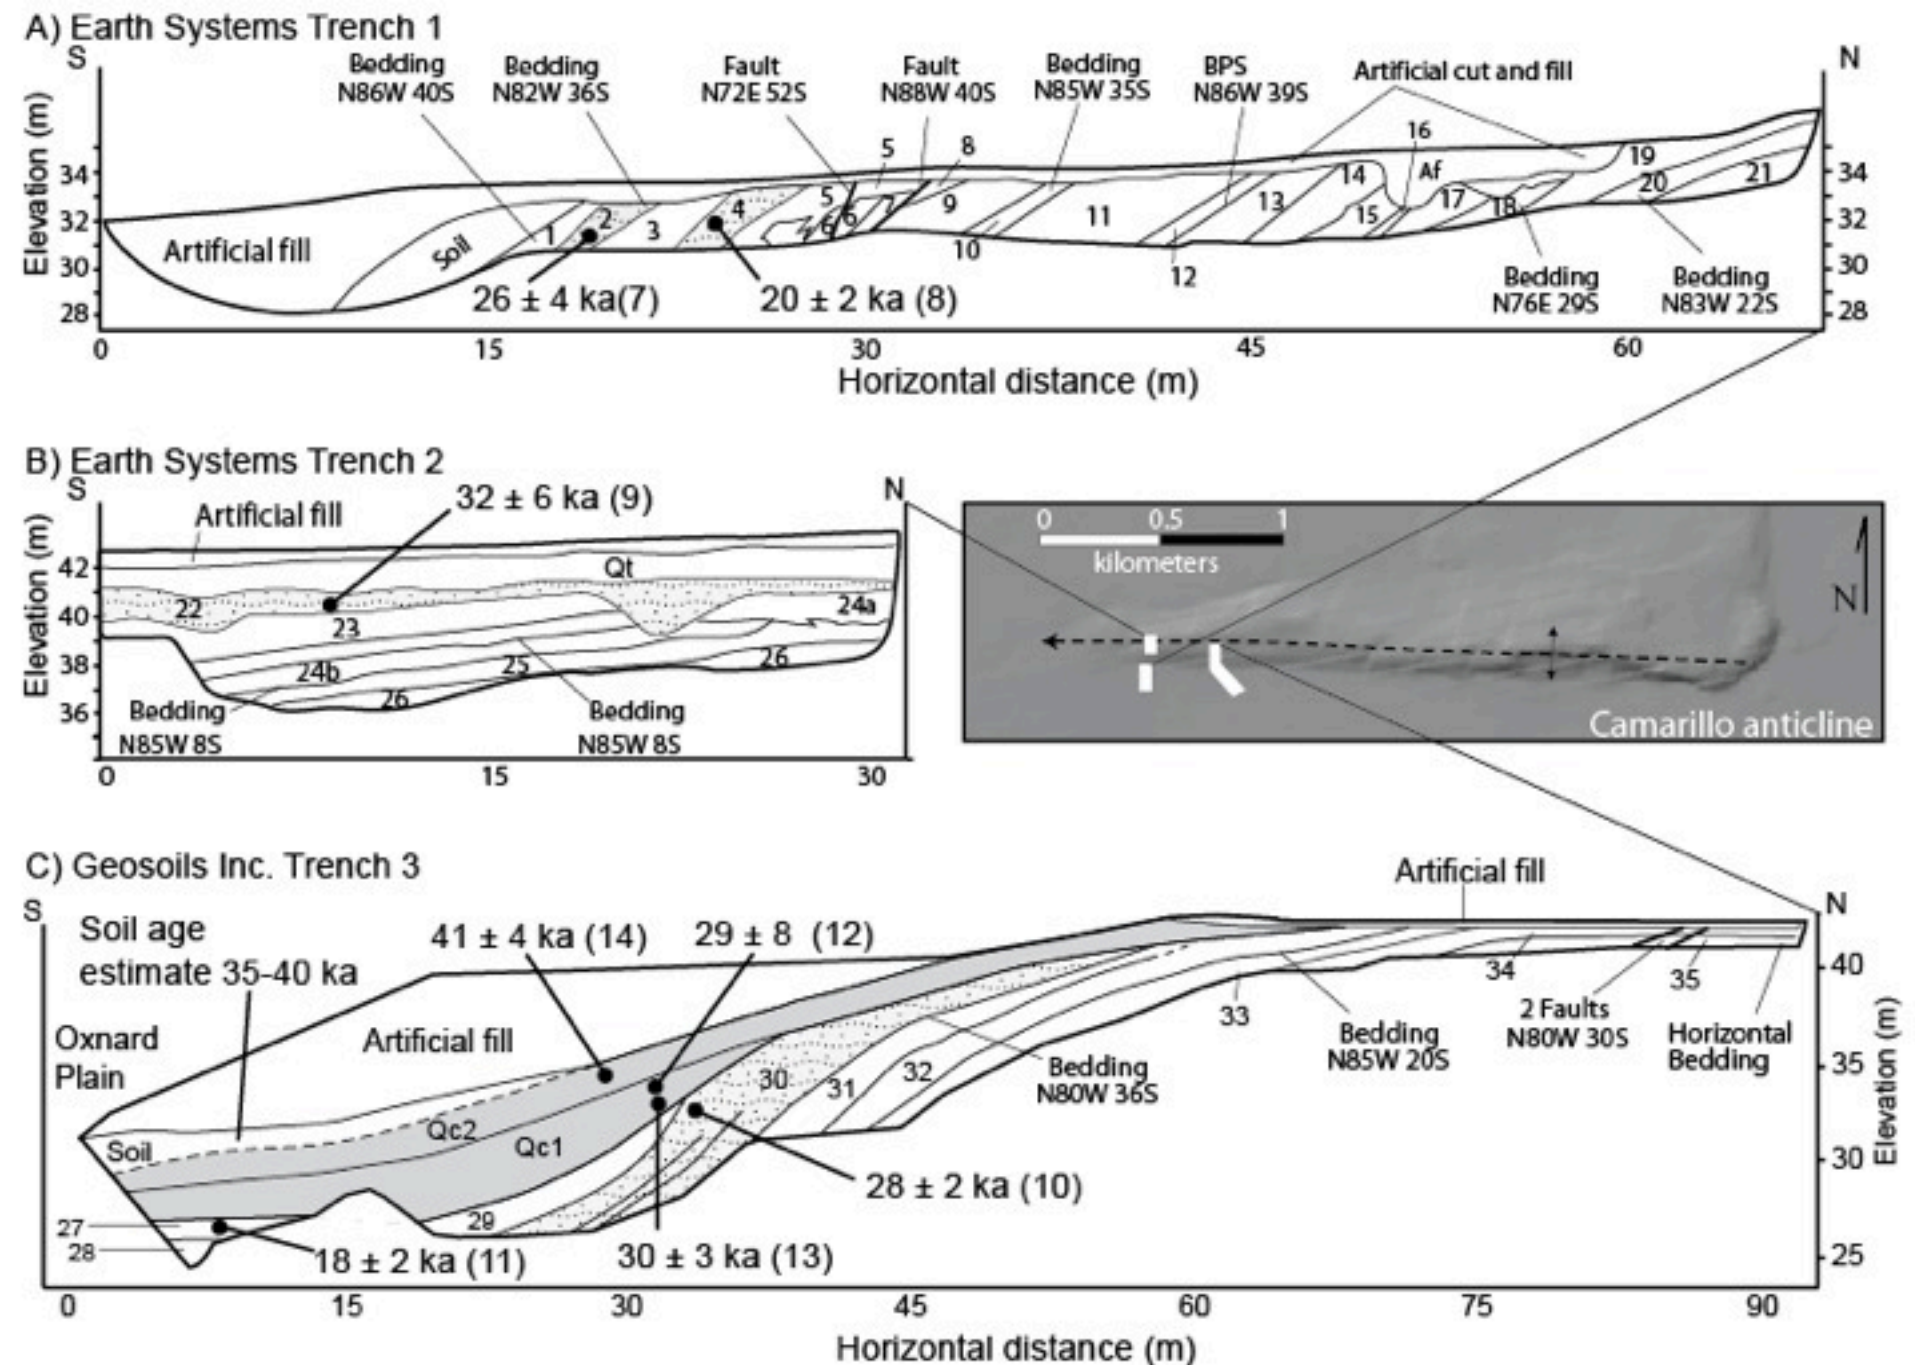 A) Earth Systems Trench 1
S
N
Bedding
N86W 40S
Bedding
N82W 36S
Fault
N72E 52S
Fault
N88W 40S
Bedding
N85W 35S
BPS
N86W 39S
Artificial cut and fill
Elevation (m)
34
32
30
28
Artificial fill
Soil
1
2
3
4
5
6
6
5
7
8
9
10
11
12
13
14
15
16
Af
17
18
19
20
21
34
32
30
28
26 ± 4 ka(7)
20 ± 2 ka (8)
Bedding
N76E 29S
Bedding
N83W 22S
0
15
30
45
60
Horizontal distance (m)
B) Earth Systems Trench 2
S
N
Artificial fill
32 ± 6 ka (9)
Elevation (m)
42
40
38
36
Qt
22
23
24a
24b
25
26
26
Bedding
N85W 8S
Bedding
N85W 8S
0
15
30
0
0.5
1
kilometers
N
Camarillo anticline
C) Geosoils Inc. Trench 3
S
N
Soil age
estimate 35-40 ka
41 ± 4 ka (14)
29 ± 8 (12)
Artificial fill
Oxnard
Plain
Artificial fill
Soil
Qc2
Qc1
27
28
29
30
31
32
33
34
35
Bedding
N80W 36S
Bedding
N85W 20S
2 Faults
N80W 30S
Horizontal
Bedding
28 ± 2 ka (10)
18 ± 2 ka (11)
30 ± 3 ka (13)
40
35
30
25
Elevation (m)
0
15
30
45
60
75
90
Horizontal distance (m)